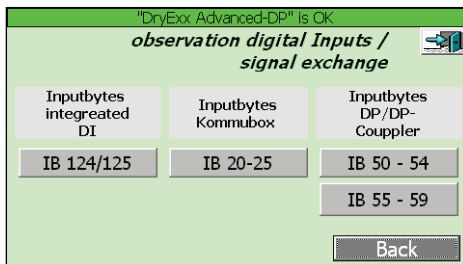 "DryExx Advanced-DP" is OK
observation digital Inputs /
signal exchange
Inputbytes
integreated
DI
Inputbytes
Kommubox
Inputbytes
DP/DP-
Couppler
IB 124/125
IB 20-25
IB 50 - 54
IB 55 - 59
Back